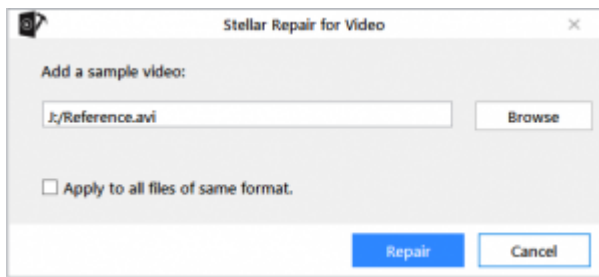 Stellar Repair for Video
Add a sample video:
J:/Reference.avi
Browse
Apply to all files of same format.
Repair
Cancel